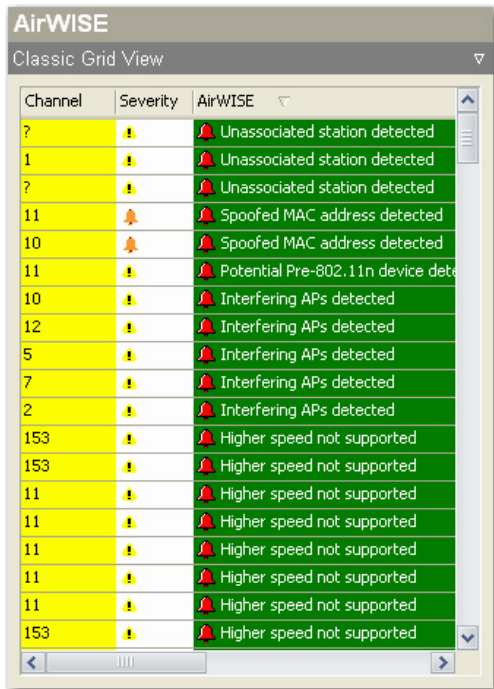 AirWISE
Classic Grid View
Channel Severity AirWISE
? Unassociated station detected
1 Unassociated station detected
? Unassociated station detected
11 Spoofed MAC address detected
10 Spoofed MAC address detected
11 Potential Pre-802.11n device dete
10 Interfering APs detected
12 Interfering APs detected
5 Interfering APs detected
7 Interfering APs detected
2 Interfering APs detected
153 Higher speed not supported
153 Higher speed not supported
11 Higher speed not supported
11 Higher speed not supported
11 Higher speed not supported
11 Higher speed not supported
11 Higher speed not supported
153 Higher speed not supported